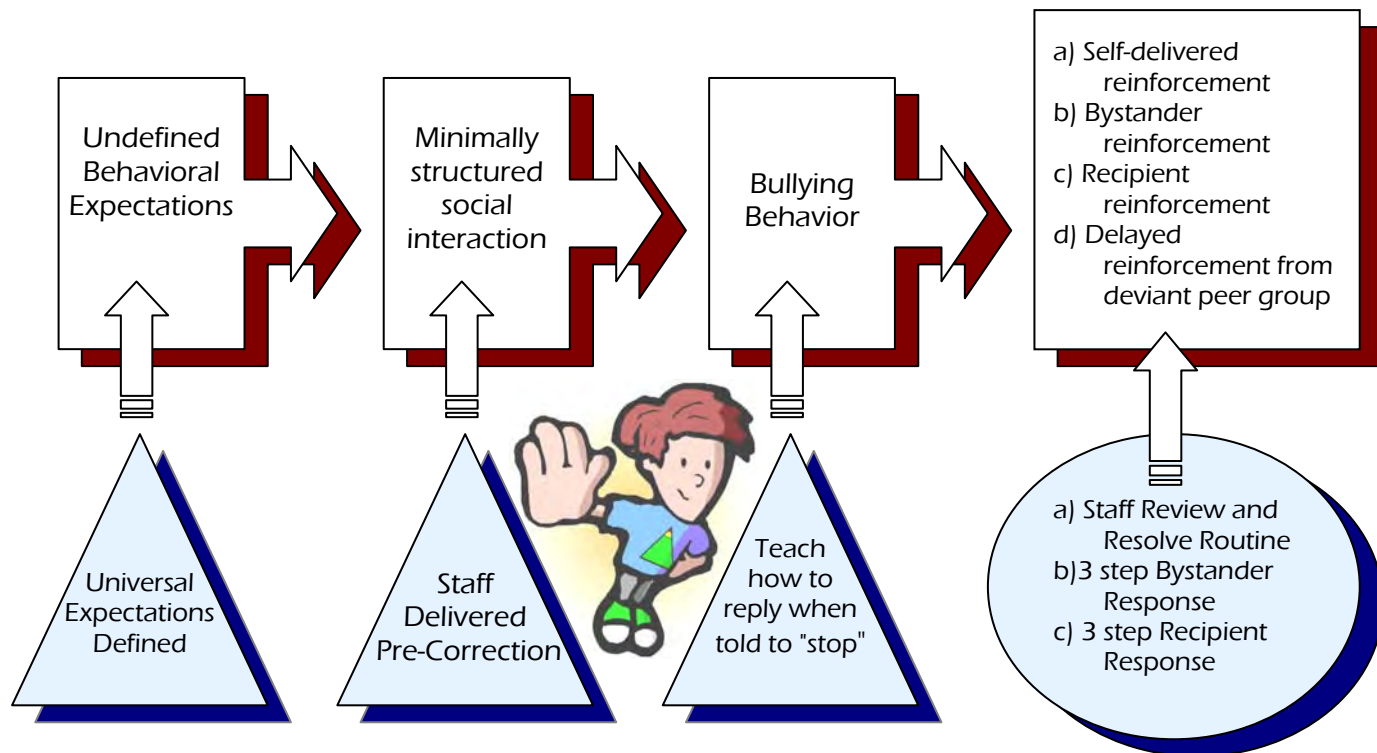 Undefined
Behavioral
Expectations
Minimally
structured
social
interaction
Bullying
Behavior
a) Self-delivered
reinforcement
b) Bystander
reinforcement
c) Recipient
reinforcement
d) Delayed
reinforcement from
deviant peer group
Universal
Expectations
Defined
Staff
Delivered
Pre-Correction
Teach
how to
reply when
told to "stop"
a) Staff Review and
Resolve Routine
b)3 step Bystander
Response
c) 3 step Recipient
Response